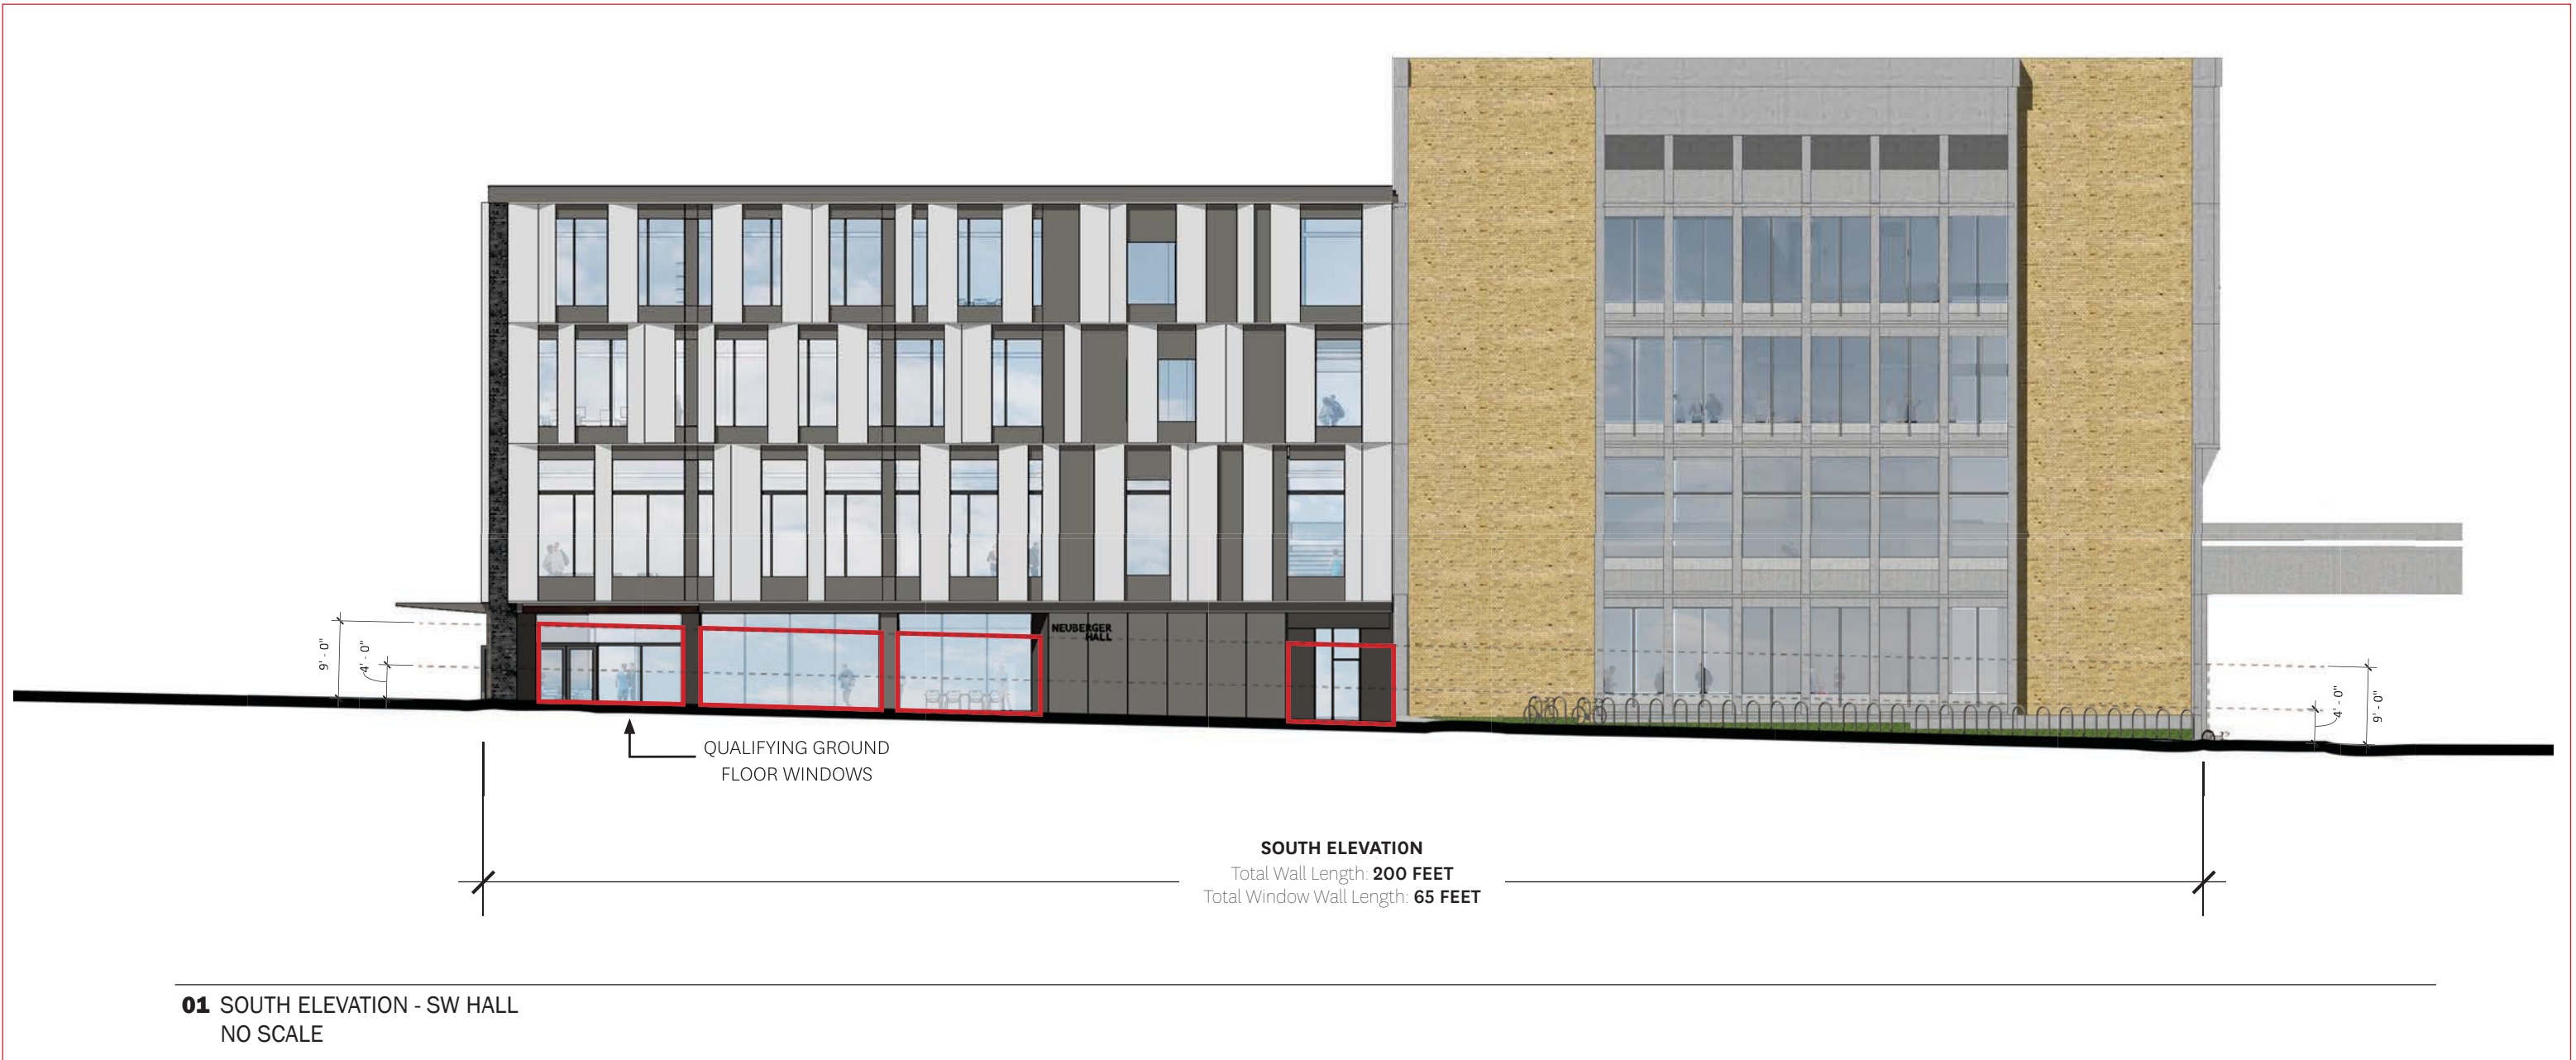 NEUBERGER
HALL
9' - 0"
4' - 0"
4' - 0"
9' - 0"
QUALIFYING GROUND
FLOOR WINDOWS
SOUTH ELEVATION
Total Wall Length: 200 FEET
Total Window Wall Length: 65 FEET
01 SOUTH ELEVATION - SW HALL
NO SCALE